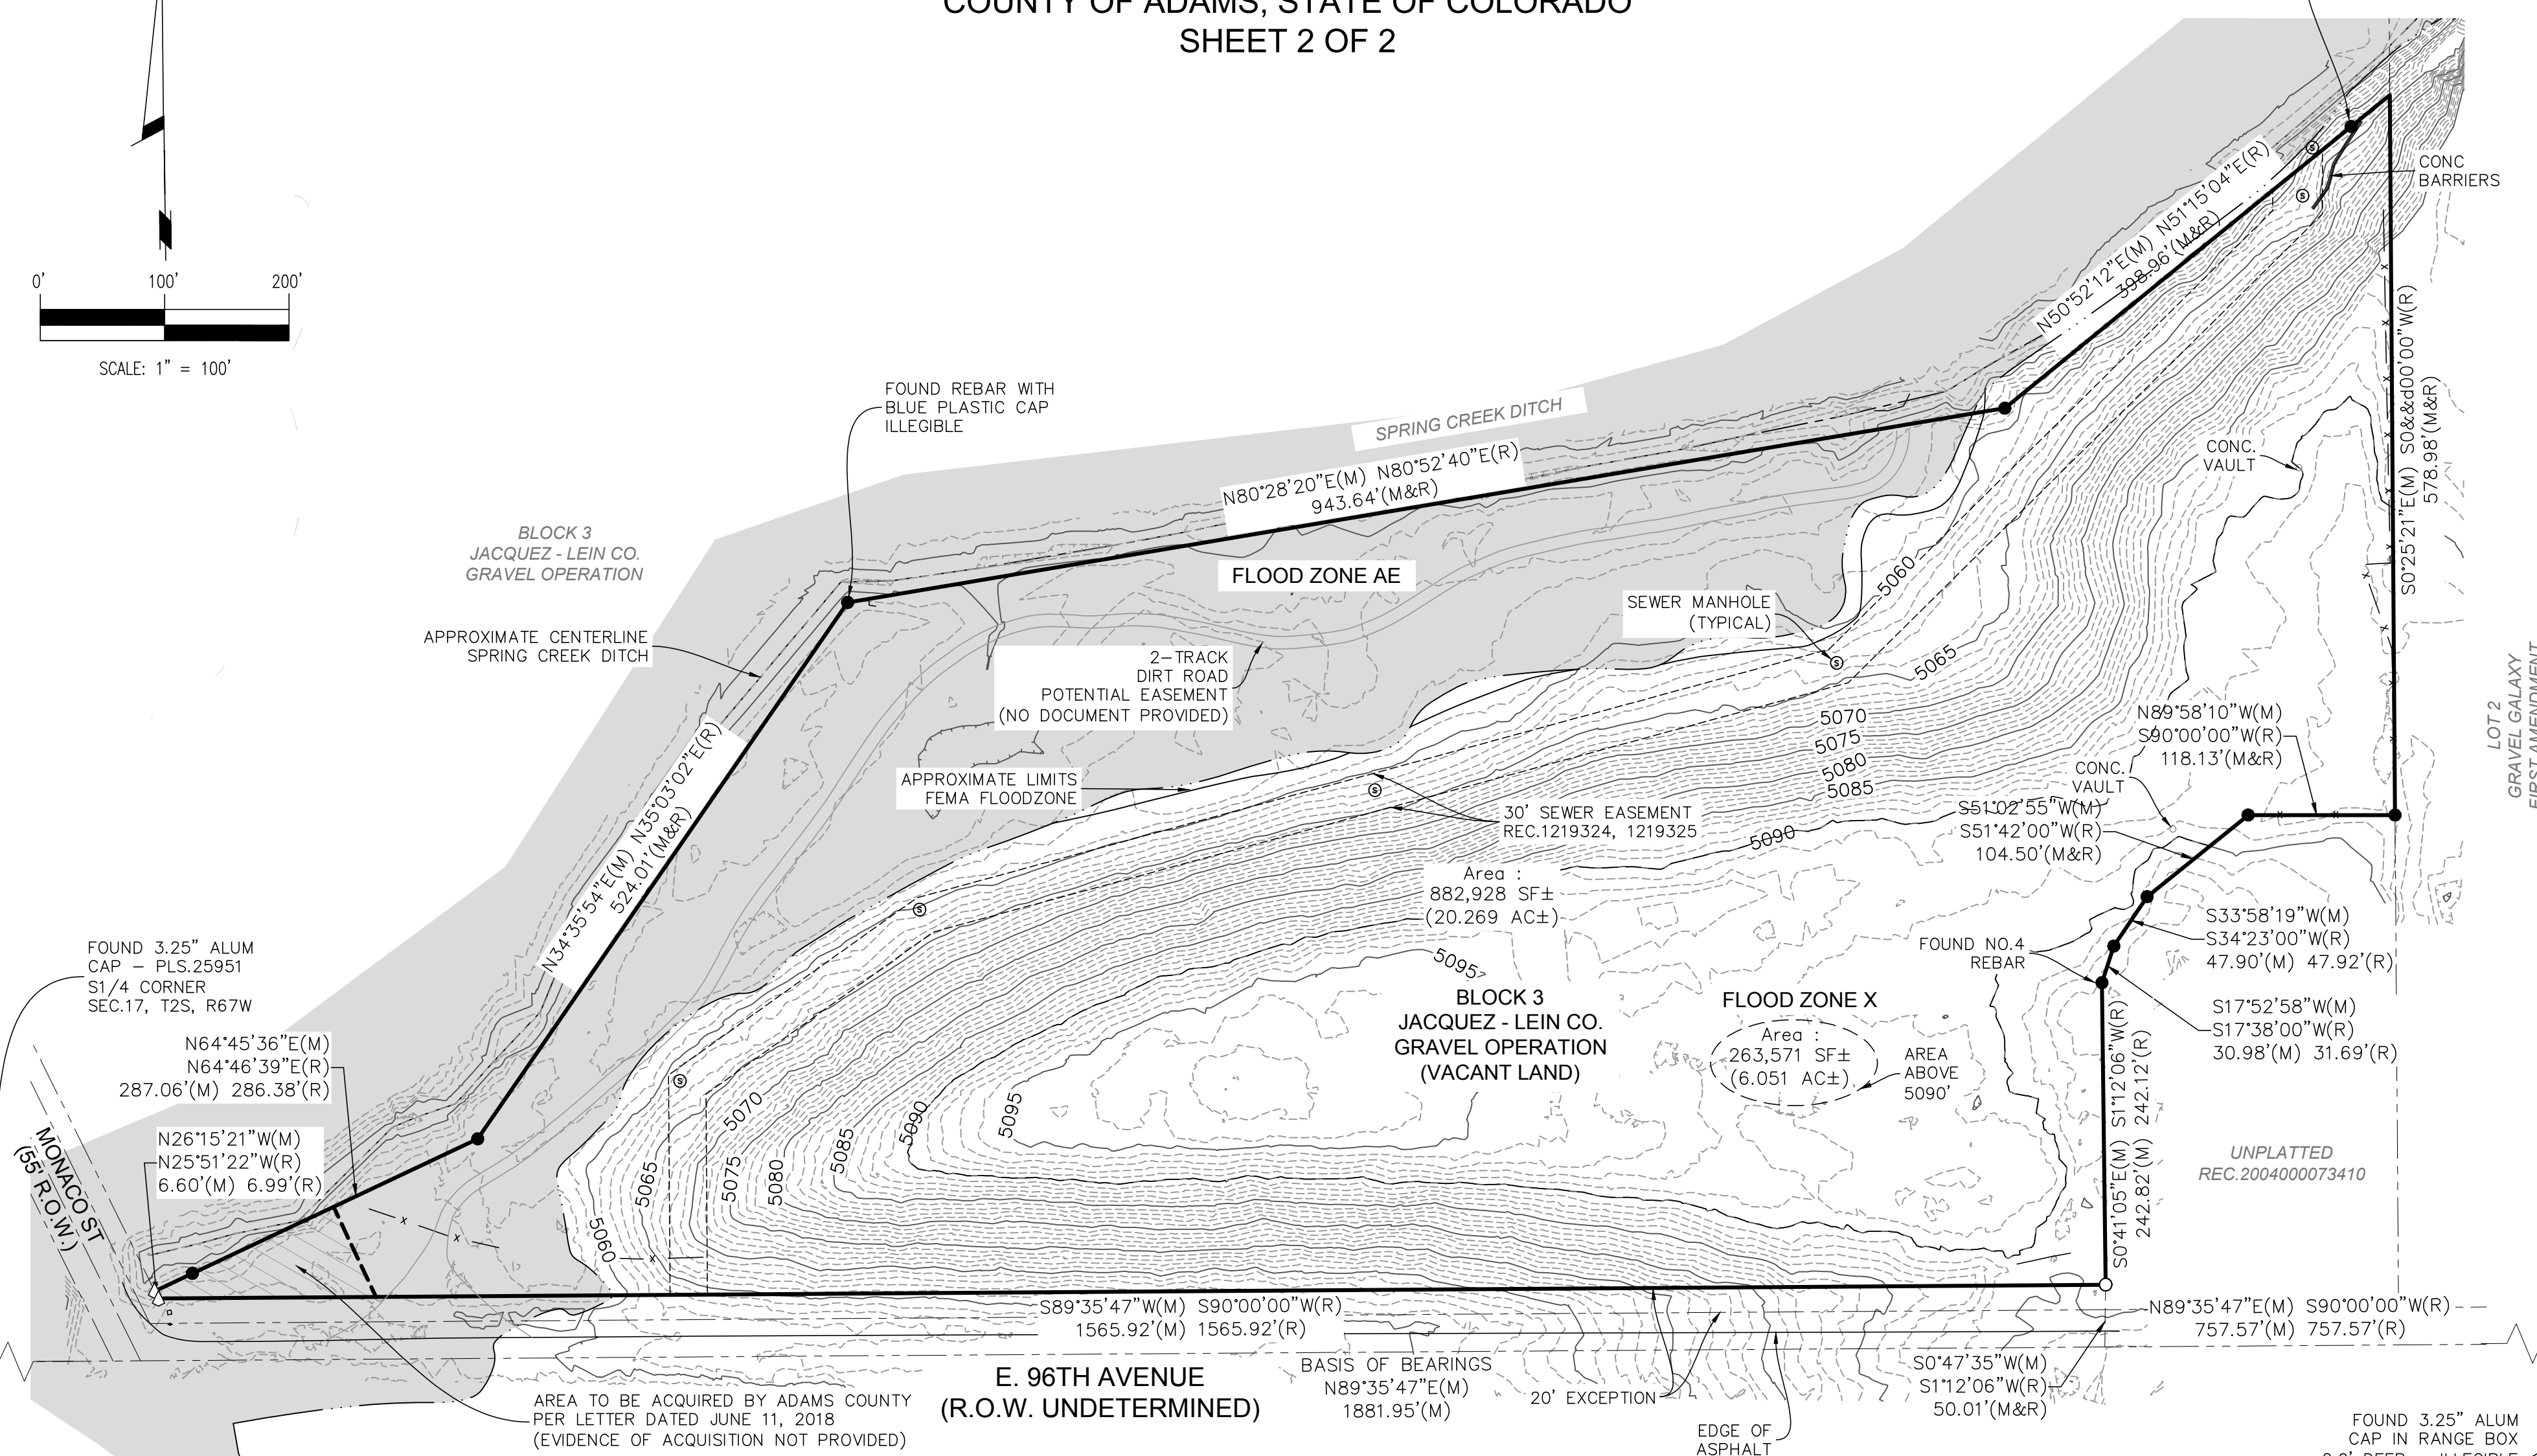 COUNTY OF ADAMS, STATE OF COLORADO
SHEET 2 OF 2
0' 100' 200'
SCALE: 1" = 100'
FOUND REBAR WITH
BLUE PLASTIC CAP
ILLEGIBLE
SPRING CREEK DITCH
N80°28'20"E(M) N80°52'40"E(R)
943.64'(M&R)
N50°52'12"E(M) N51°15'04"E(R)
398.96'(M&R)
CONC
BARRIERS
S0°25'21"E(M) S0&&d00'00"W(R)
578.98'(M&R)
CONC.
VAULT
BLOCK 3
JACQUEZ - LEIN CO.
GRAVEL OPERATION
FLOOD ZONE AE
APPROXIMATE CENTERLINE
SPRING CREEK DITCH
SEWER MANHOLE
(TYPICAL)
5060
5065
2-TRACK
DIRT ROAD
POTENTIAL EASEMENT
(NO DOCUMENT PROVIDED)
5070
5075
5080
5085
5090
N89°58'10"W(M)
S90°00'00"W(R)
118.13'(M&R)
LOT 2
GRAVEL GALAXY
FIRST AMENDMENT
CONC.
VAULT
S51°02'55"W(M)
S51°42'00"W(R)
104.50'(M&R)
APPROXIMATE LIMITS
FEMA FLOODZONE
30' SEWER EASEMENT
REC.1219324, 1219325
N34°35'54"E(M) N35°03'02"E(R)
524.01'(M&R)
Area :
882,928 SF±
(20.269 AC±)
S33°58'19"W(M)
S34°23'00"W(R)
47.90'(M) 47.92'(R)
FOUND NO.4
REBAR
FOUND 3.25" ALUM
CAP - PLS.25951
S1/4 CORNER
SEC.17, T2S, R67W
5095
BLOCK 3
JACQUEZ - LEIN CO.
GRAVEL OPERATION
(VACANT LAND)
FLOOD ZONE X
Area :
263,571 SF±
(6.051 AC±)
AREA
ABOVE
5090'
S17°52'58"W(M)
S17°38'00"W(R)
30.98'(M) 31.69'(R)
N64°45'36"E(M)
N64°46'39"E(R)
287.06'(M) 286.38'(R)
N26°15'21"W(M)
N25°51'22"W(R)
6.60'(M) 6.99'(R)
MONACO ST
(55' R.O.W.)
5060
5065
5070
5075
5080
5085
5090
5095
S0°41'05"E(M) S1°12'06"W(R)
242.82'(M) 242.12'(R)
UNPLATTED
REC.2004000073410
S89°35'47"W(M) S90°00'00"W(R)
1565.92'(M) 1565.92'(R)
N89°35'47"E(M) S90°00'00"W(R)
757.57'(M) 757.57'(R)
E. 96TH AVENUE
(R.O.W. UNDETERMINED)
BASIS OF BEARINGS
N89°35'47"E(M)
1881.95'(M)
20' EXCEPTION
EDGE OF
ASPHALT
S0°47'35"W(M)
S1°12'06"W(R)
50.01'(M&R)
AREA TO BE ACQUIRED BY ADAMS COUNTY
PER LETTER DATED JUNE 11, 2018
(EVIDENCE OF ACQUISITION NOT PROVIDED)
FOUND 3.25" ALUM
CAP IN RANGE BOX